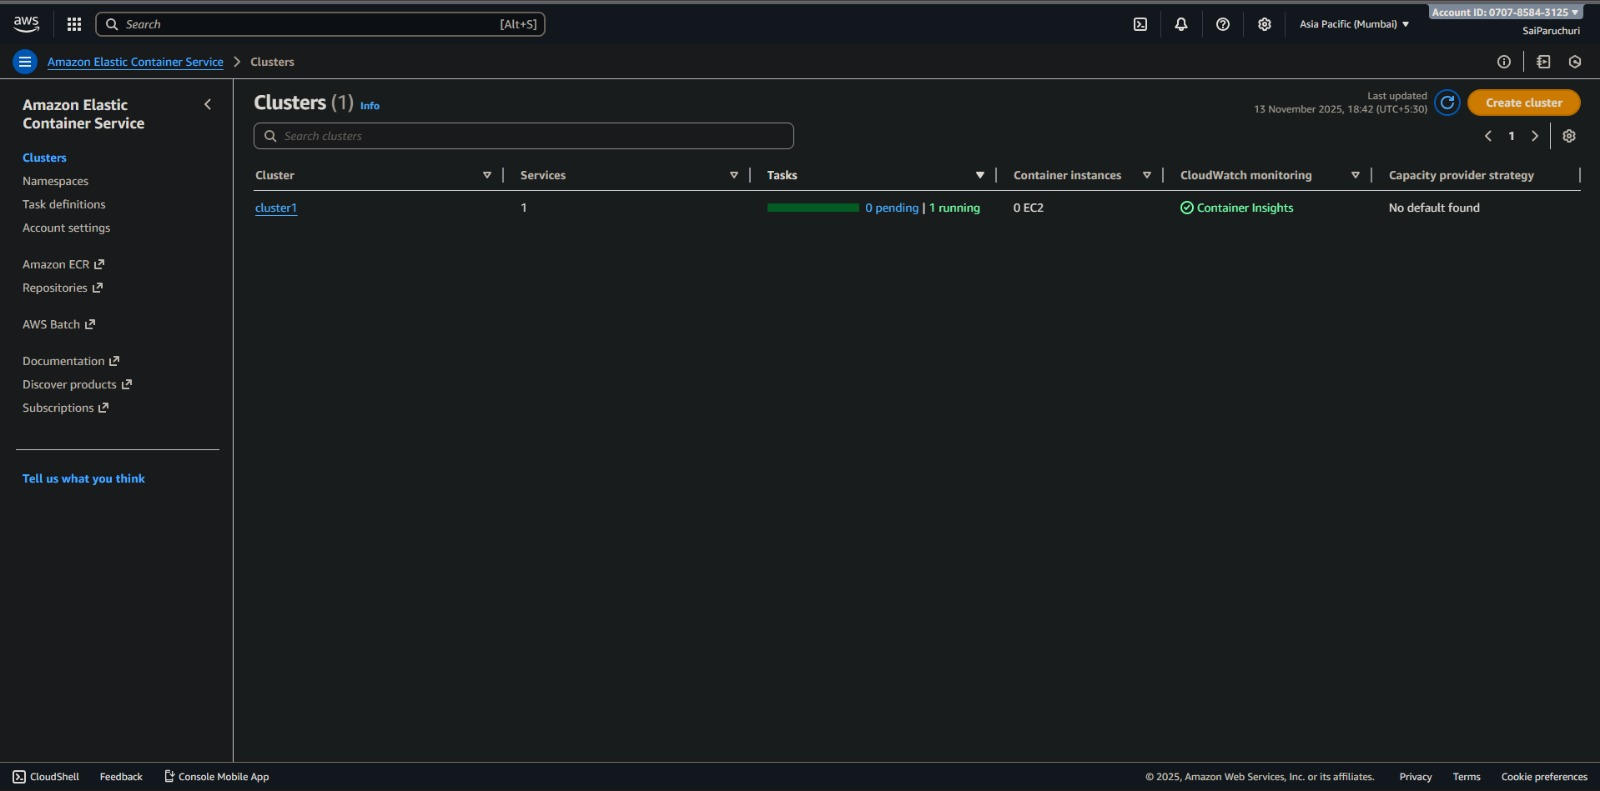 aws
Search [Alt+S]
Asia Pacific (Mumbai)
Account ID: 0707-8584-3125
SaiParuchuri
Amazon Elastic Container Service > Clusters
Amazon Elastic
Container Service
Clusters
Namespaces
Task definitions
Account settings
Amazon ECR
Repositories
AWS Batch
Documentation
Discover products
Subscriptions
Tell us what you think
Clusters (1) Info
Last updated
13 November 2025, 18:42 (UTC+5:30)
Create cluster
Search clusters
1
Cluster Services Tasks Container instances CloudWatch monitoring Capacity provider strategy
cluster1 1 0 pending | 1 running 0 EC2 Container Insights No default found
CloudShell Feedback Console Mobile App © 2025, Amazon Web Services, Inc. or its affiliates. Privacy Terms Cookie preferences